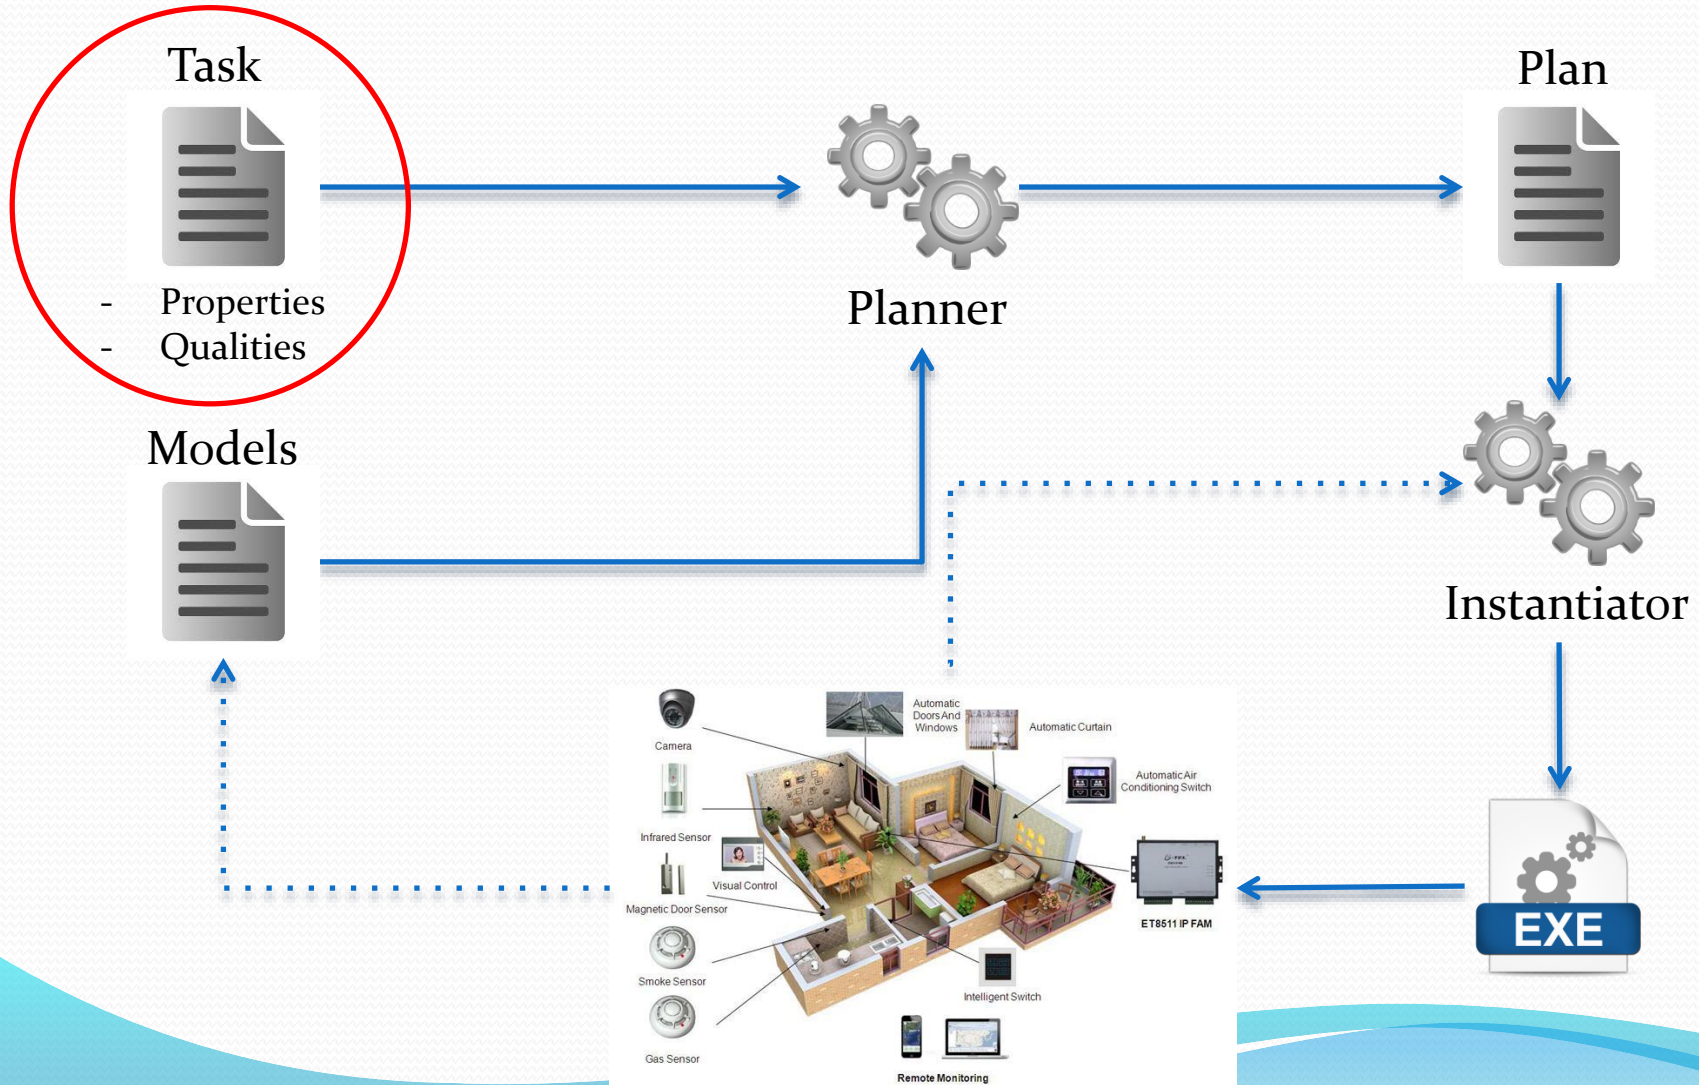 Task
- Properties
- Qualities
Planner
Plan
Models
Instantiator
EXE
Camera
Automatic
Doors And
Windows
Automatic Curtain
Automatic Air
Conditioning Switch
Infrared Sensor
Visual Control
Magnetic Door Sensor
ET8511 IP FAM
Smoke Sensor
Intelligent Switch
Gas Sensor
Remote Monitoring